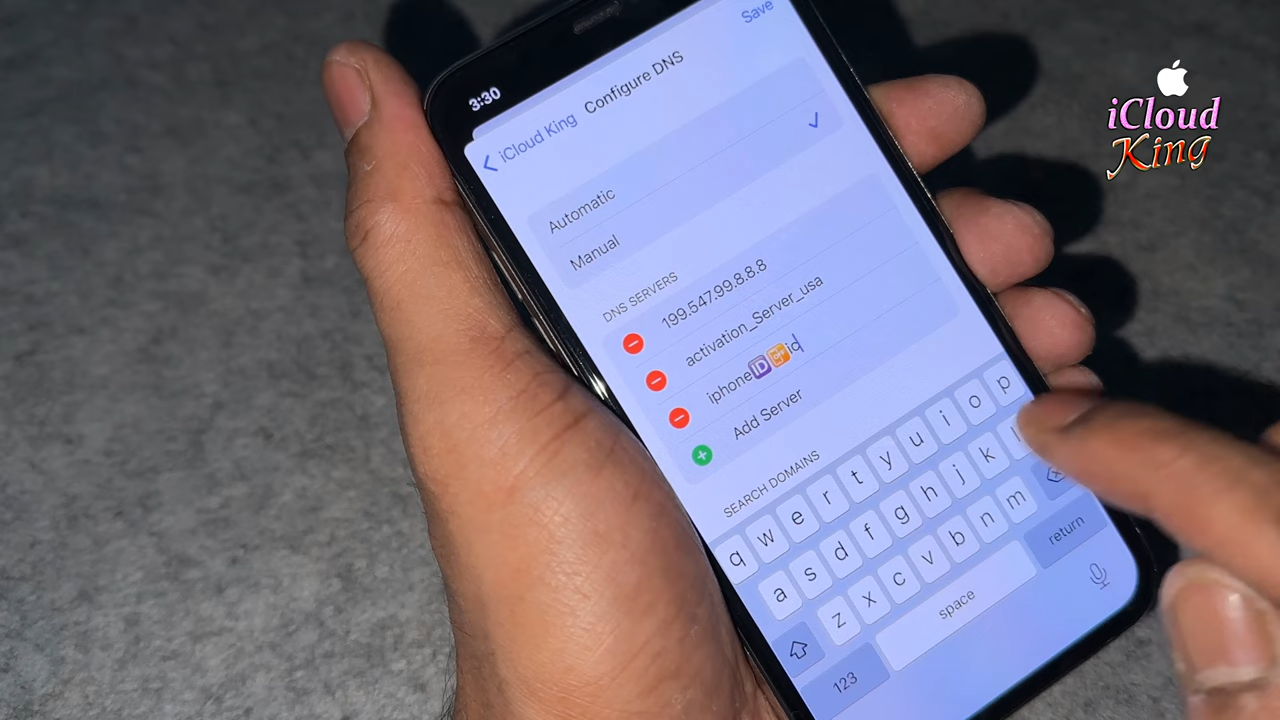 3:30
Save
iCloud King
Configure DNS
Automatic
Manual
DNS SERVERS
199.547.99.8.8.8
activation_Server_usa
iphone🆔📴iq
Add Server
SEARCH DOMAINS
q w e r t y u i o p
a s d f g h j k l
z x c v b n m
123
space
return
iCloud
King